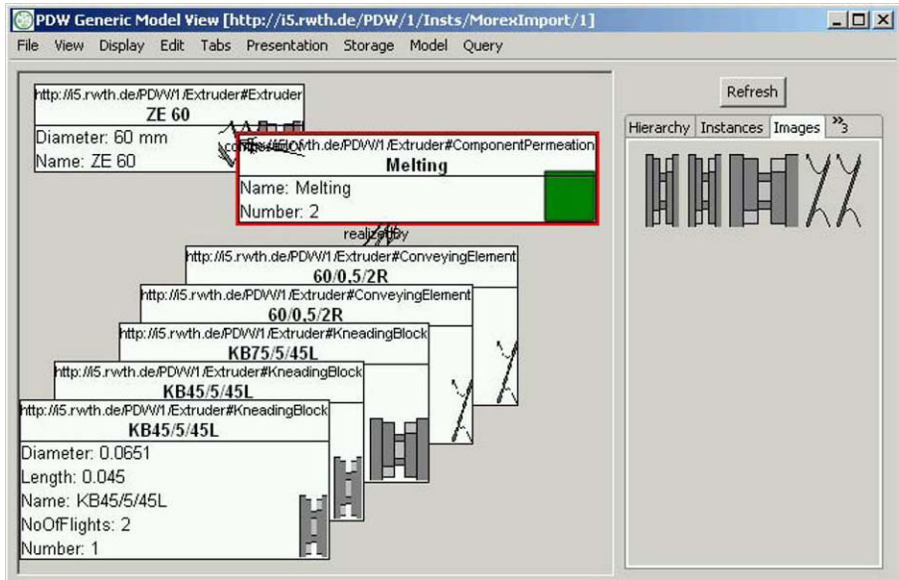 PDW Generic Model View [http://i5.rwth.de/PDW/1/Insts/MorexImport/1]
File View Display Edit Tabs Presentation Storage Model Query
http://i5.rwth.de/PDW/1/Extruder#Extruder
ZE 60
Diameter: 60 mm
Name: ZE 60
http://i5.rwth.de/PDW/1/Extruder#ComponentPermeation
Melting
Name: Melting
Number: 2
realizedBy
http://i5.rwth.de/PDW/1/Extruder#ConveyingElement
60/0,5/2R
http://i5.rwth.de/PDW/1/Extruder#ConveyingElement
60/0,5/2R
http://i5.rwth.de/PDW/1/Extruder#KneadingBlock
KB75/5/45L
http://i5.rwth.de/PDW/1/Extruder#KneadingBlock
KB45/5/45L
http://i5.rwth.de/PDW/1/Extruder#KneadingBlock
KB45/5/45L
Diameter: 0.0651
Length: 0.045
Name: KB45/5/45L
NoOfFlights: 2
Number: 1
Refresh
Hierarchy Instances Images »3